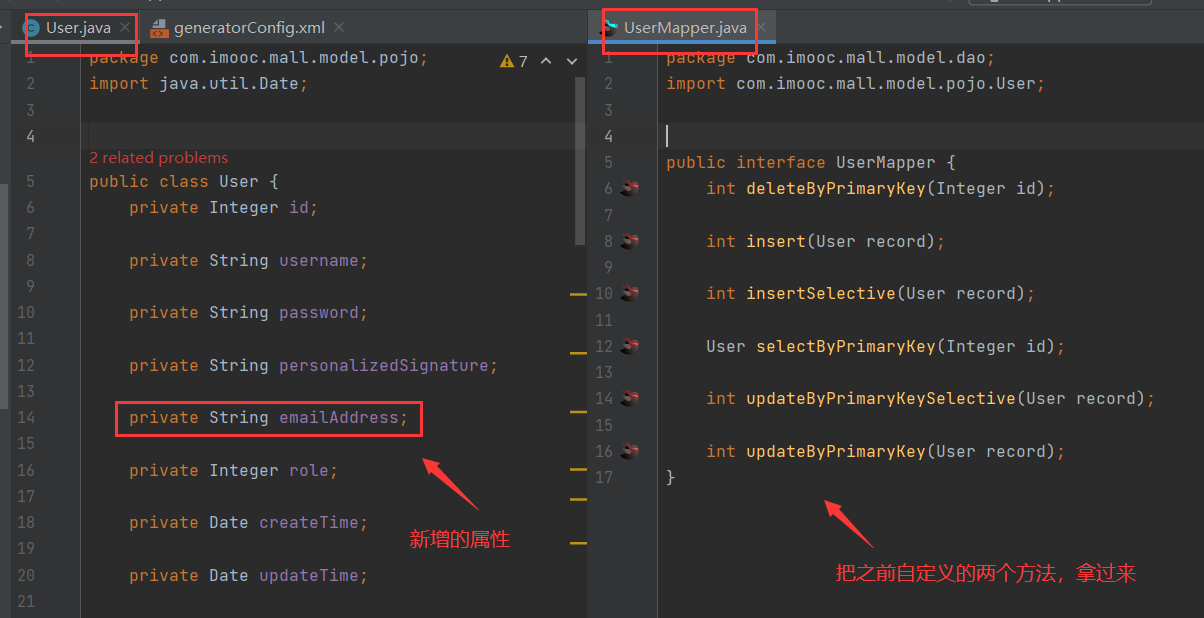 User.java
generatorConfig.xml
1 package com.imooc.mall.model.pojo;
7
2 import java.util.Date;
3
4
2 related problems
5 public class User {
6 private Integer id;
7
8 private String username;
9
10 private String password;
11
12 private String personalizedSignature;
13
14 private String emailAddress;
15
16 private Integer role;
17
18 private Date createTime;
19
20 private Date updateTime;
21
新增的属性
UserMapper.java
1 package com.imooc.mall.model.dao;
2 import com.imooc.mall.model.pojo.User;
3
4
5 public interface UserMapper {
6 int deleteByPrimaryKey(Integer id);
7
8 int insert(User record);
9
10 int insertSelective(User record);
11
12 User selectByPrimaryKey(Integer id);
13
14 int updateByPrimaryKeySelective(User record);
15
16 int updateByPrimaryKey(User record);
17 }
把之前自定义的两个方法，拿过来